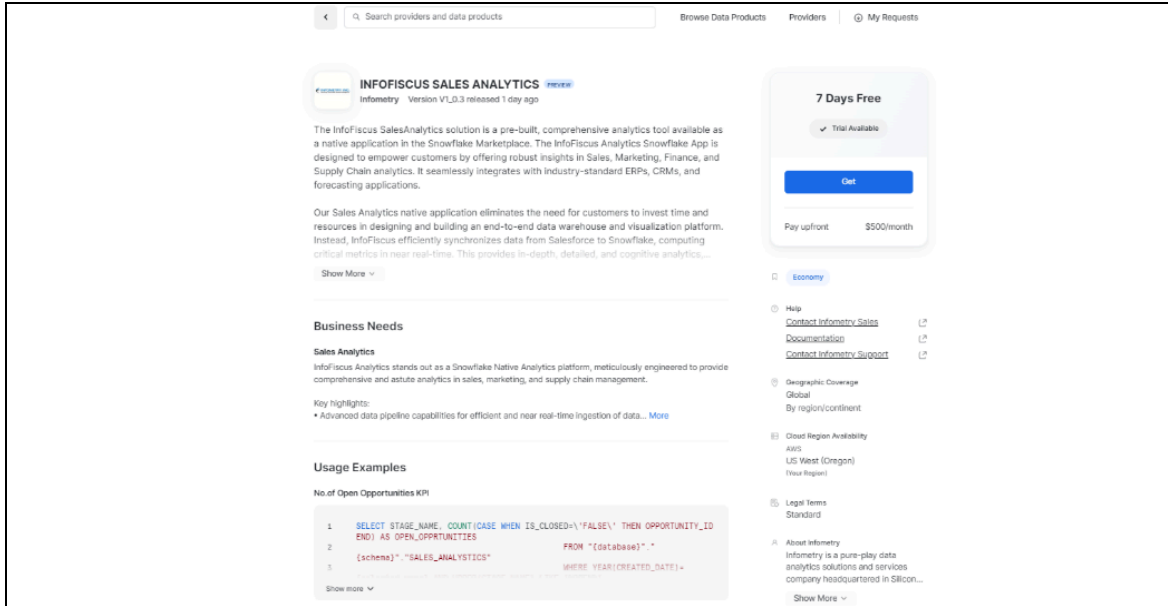 Search providers and data products
Browse Data Products
Providers
My Requests
INFOFISCUS SALES ANALYTICS PREVIEW
Infometry Version V1_0.3 released 1 day ago
The InfoFiscus SalesAnalytics solution is a pre-built, comprehensive analytics tool available as
a native application in the Snowflake Marketplace. The InfoFiscus Analytics Snowflake App is
designed to empower customers by offering robust insights in Sales, Marketing, Finance, and
Supply Chain analytics. It seamlessly integrates with industry-standard ERPs, CRMs, and
forecasting applications.
Our Sales Analytics native application eliminates the need for customers to invest time and
resources in designing and building an end-to-end data warehouse and visualization platform.
Instead, InfoFiscus efficiently synchronizes data from Salesforce to Snowflake, computing
critical metrics in near real-time. This provides in-depth, detailed, and cognitive analytics,...
Show More
Business Needs
Sales Analytics
InfoFiscus Analytics stands out as a Snowflake Native Analytics platform, meticulously engineered to provide
comprehensive and astute analytics in sales, marketing, and supply chain management.
Key highlights:
• Advanced data pipeline capabilities for efficient and near real-time ingestion of data... More
Usage Examples
No.of Open Opportunities KPI
1 SELECT STAGE_NAME, COUNT(CASE WHEN IS_CLOSED=\'FALSE\' THEN OPPORTUNITY_ID
END) AS OPEN_OPPRTUNITIES
2 FROM "{database}"."
{schema}"."SALES_ANALYSTICS"
3 WHERE YEAR(CREATED_DATE)=
Show more
7 Days Free
Trial Available
Get
Pay upfront $500/month
Economy
Help
Contact Infometry Sales
Documentation
Contact Infometry Support
Geographic Coverage
Global
By region/continent
Cloud Region Availability
AWS
US West (Oregon)
(Your Region)
Legal Terms
Standard
About Infometry
Infometry is a pure-play data
analytics solutions and services
company headquartered in Silicon...
Show More